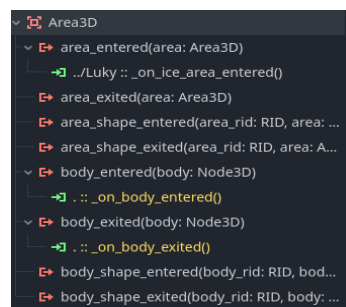 Area3D
area_entered(area: Area3D)
../Luky :: _on_ice_area_entered()
area_exited(area: Area3D)
area_shape_entered(area_rid: RID, area: ...
area_shape_exited(area_rid: RID, area: A...
body_entered(body: Node3D)
. :: _on_body_entered()
body_exited(body: Node3D)
. :: _on_body_exited()
body_shape_entered(body_rid: RID, bod...
body_shape_exited(body_rid: RID, body: ...